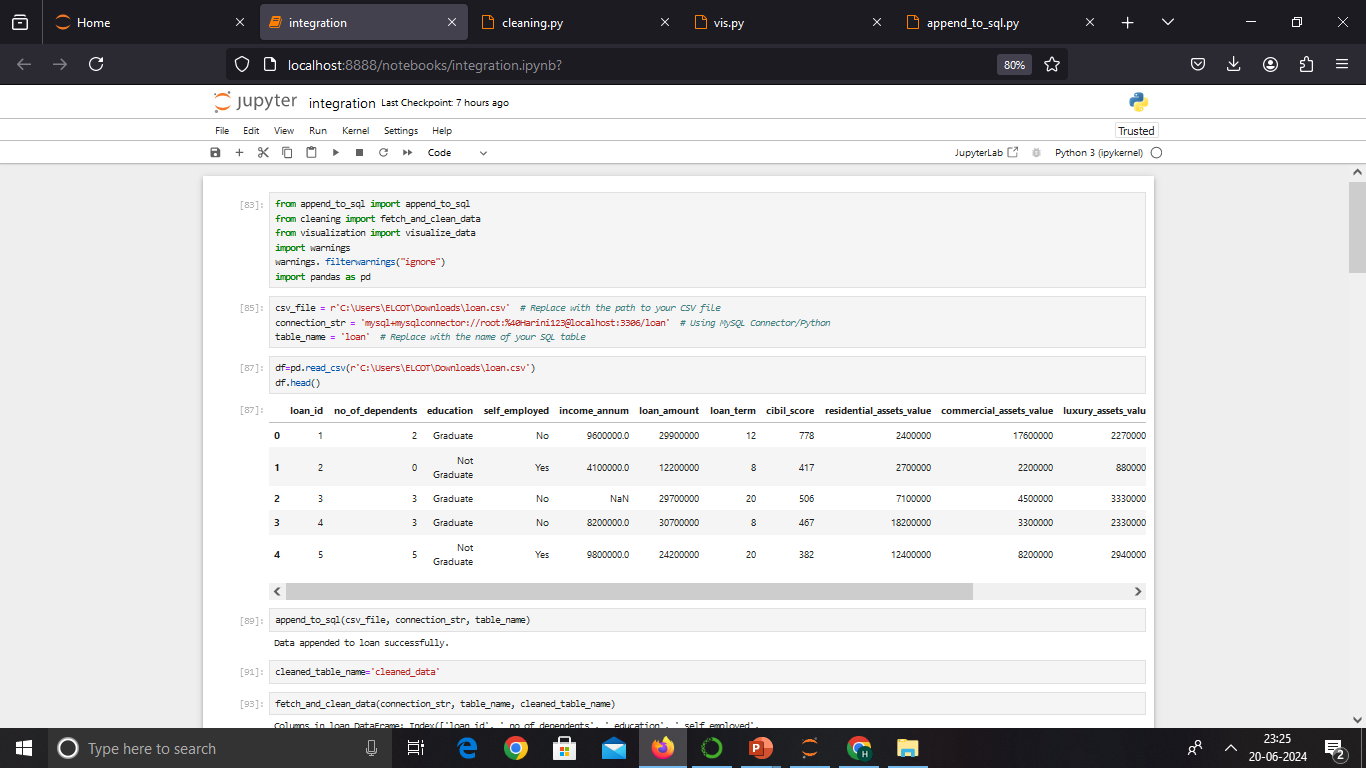 Home
integration
cleaning.py
vis.py
append_to_sql.py
localhost:8888/notebooks/integration.ipynb?
80%
jupyter integration Last Checkpoint: 7 hours ago
File Edit View Run Kernel Settings Help
Trusted
Code
JupyterLab
Python 3 (ipykernel)
[83]:
from append_to_sql import append_to_sql
from cleaning import fetch_and_clean_data
from visualization import visualize_data
import warnings
warnings. filterwarnings("ignore")
import pandas as pd
[85]:
csv_file = r'C:\Users\ELCOT\Downloads\loan.csv'  # Replace with the path to your CSV file
connection_str = 'mysql+mysqlconnector://root:%40Harini123@localhost:3306/loan'  # Using MySQL Connector/Python
table_name = 'loan'  # Replace with the name of your SQL table
[87]:
df=pd.read_csv(r'C:\Users\ELCOT\Downloads\loan.csv')
df.head()
[87]:
loan_id no_of_dependents education self_employed income_annum loan_amount loan_term cibil_score residential_assets_value commercial_assets_value luxury_assets_valu
0 1 2 Graduate No 9600000.0 29900000 12 778 2400000 17600000 2270000
1 2 0 Not Graduate Yes 4100000.0 12200000 8 417 2700000 2200000 880000
2 3 3 Graduate No NaN 29700000 20 506 7100000 4500000 3330000
3 4 3 Graduate No 8200000.0 30700000 8 467 18200000 3300000 2330000
4 5 5 Not Graduate Yes 9800000.0 24200000 20 382 12400000 8200000 2940000
[89]:
append_to_sql(csv_file, connection_str, table_name)
Data appended to loan successfully.
[91]:
cleaned_table_name='cleaned_data'
[93]:
fetch_and_clean_data(connection_str, table_name, cleaned_table_name)
Columns in loan DataFrame: Index(['loan_id', ' no_of_dependents', ' education', ' self_employed',
Type here to search
23:25
20-06-2024
2